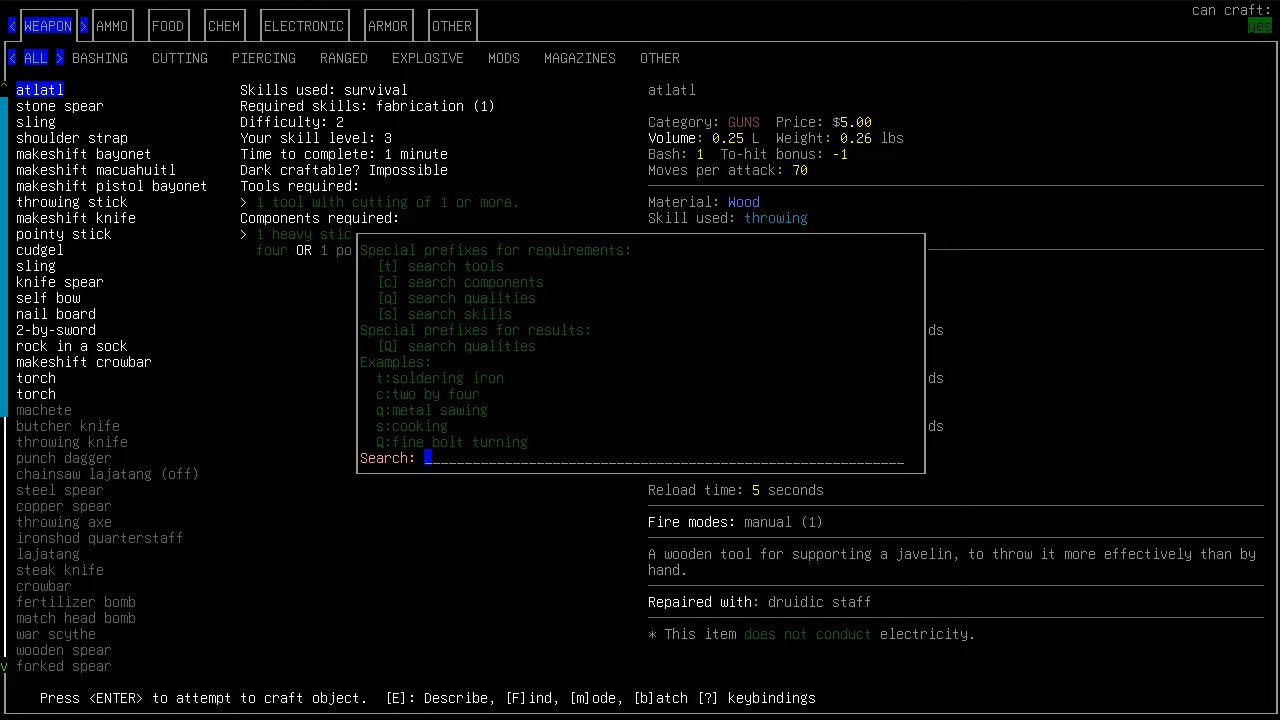 can craft:
< WEAPON > AMMO FOOD CHEM ELECTRONIC ARMOR OTHER yes
< ALL > BASHING CUTTING PIERCING RANGED EXPLOSIVE MODS MAGAZINES OTHER
atlatl Skills used: survival atlatl
stone spear Required skills: fabrication (1)
sling Difficulty: 2 Category: GUNS Price: $5.00
shoulder strap Your skill level: 3 Volume: 0.25 L Weight: 0.26 lbs
makeshift bayonet Time to complete: 1 minute Bash: 1 To-hit bonus: -1
makeshift macuahuitl Dark craftable? Impossible Moves per attack: 70
makeshift pistol bayonet Tools required:
throwing stick > 1 tool with cutting of 1 or more. Material: Wood
makeshift knife Components required: Skill used: throwing
pointy stick > 1 heavy stic
cudgel four OR 1 po Special prefixes for requirements:
sling [t] search tools
knife spear [c] search components
self bow [q] search qualities
nail board [s] search skills
2-by-sword Special prefixes for results: ds
rock in a sock [Q] search qualities
makeshift crowbar Examples:
torch t:soldering iron ds
torch c:two by four
machete q:metal sawing
butcher knife s:cooking ds
throwing knife Q:fine bolt turning
punch dagger Search:
chainsaw lajatang (off)
steel spear Reload time: 5 seconds
copper spear
throwing axe Fire modes: manual (1)
ironshod quarterstaff
lajatang A wooden tool for supporting a javelin, to throw it more effectively than by
steak knife hand.
crowbar
fertilizer bomb Repaired with: druidic staff
match head bomb
war scythe * This item does not conduct electricity.
wooden spear
v forked spear
Press <ENTER> to attempt to craft object. [E]: Describe, [F]ind, [m]ode, [b]atch [?] keybindings